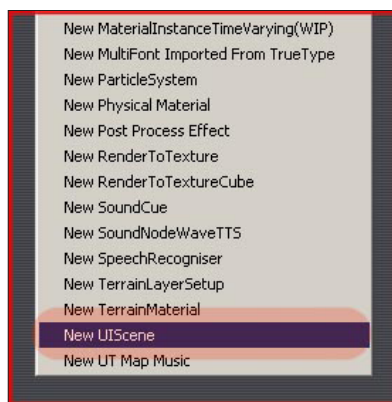 New MaterialInstanceTimeVarying(WIP)
New MultiFont Imported From TrueType
New ParticleSystem
New Physical Material
New Post Process Effect
New RenderToTexture
New RenderToTextureCube
New SoundCue
New SoundNodeWaveTTS
New SpeechRecogniser
New TerrainLayerSetup
New TerrainMaterial
New UIScene
New UT Map Music